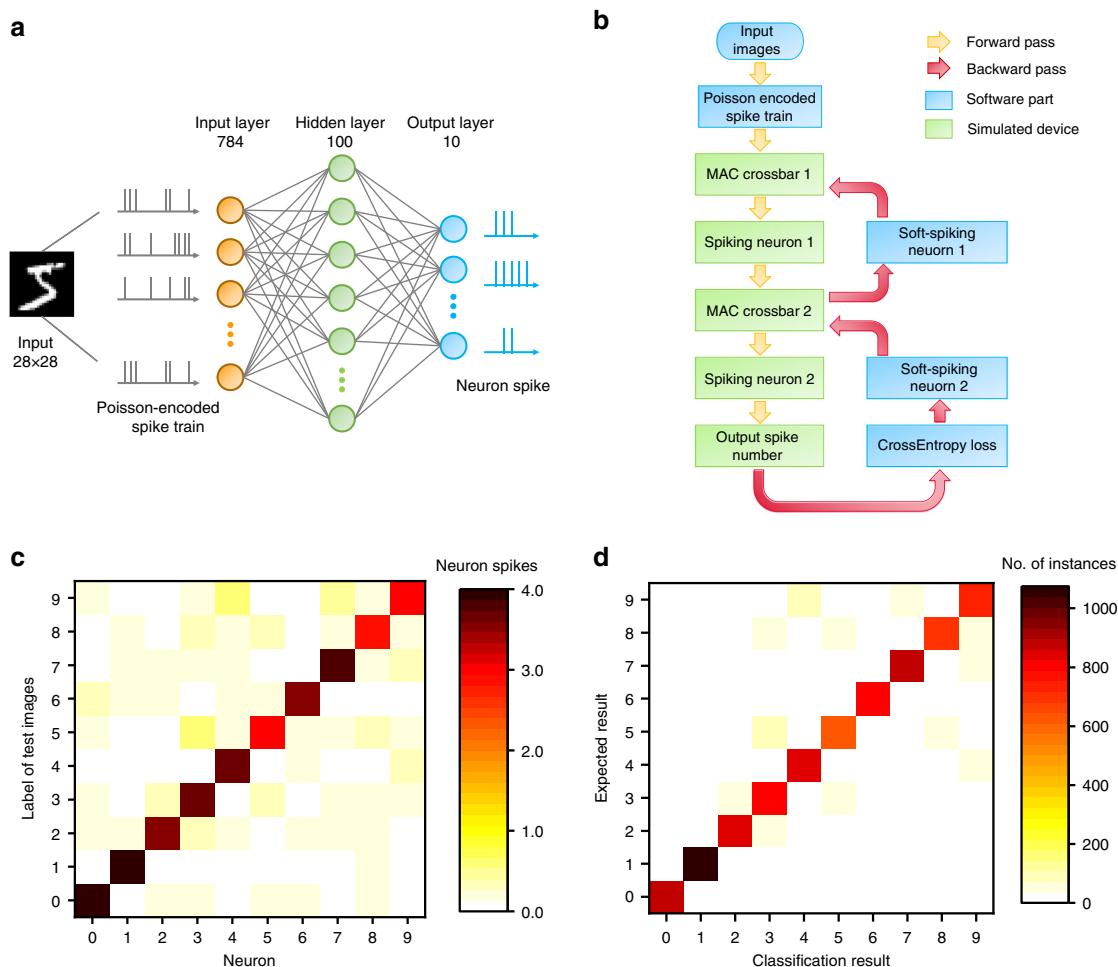 a
Input layer
784
Hidden layer
100
Output layer
10
Input
28×28
Poisson-encoded
spike train
Neuron spike
b
Input
images
Poisson encoded
spike train
MAC crossbar 1
Spiking neuron 1
MAC crossbar 2
Spiking neuron 2
Output spike
number
Soft-spiking
neuorn 1
Soft-spiking
neuorn 2
CrossEntropy loss
Forward pass
Backward pass
Software part
Simulated device
c
Neuron spikes
Label of test images
9
8
7
6
5
4
3
2
1
0
0 1 2 3 4 5 6 7 8 9
Neuron
4.0
3.0
2.0
1.0
0.0
d
No. of instances
Expected result
9
8
7
6
5
4
3
2
1
0
0 1 2 3 4 5 6 7 8 9
Classification result
1000
800
600
400
200
0